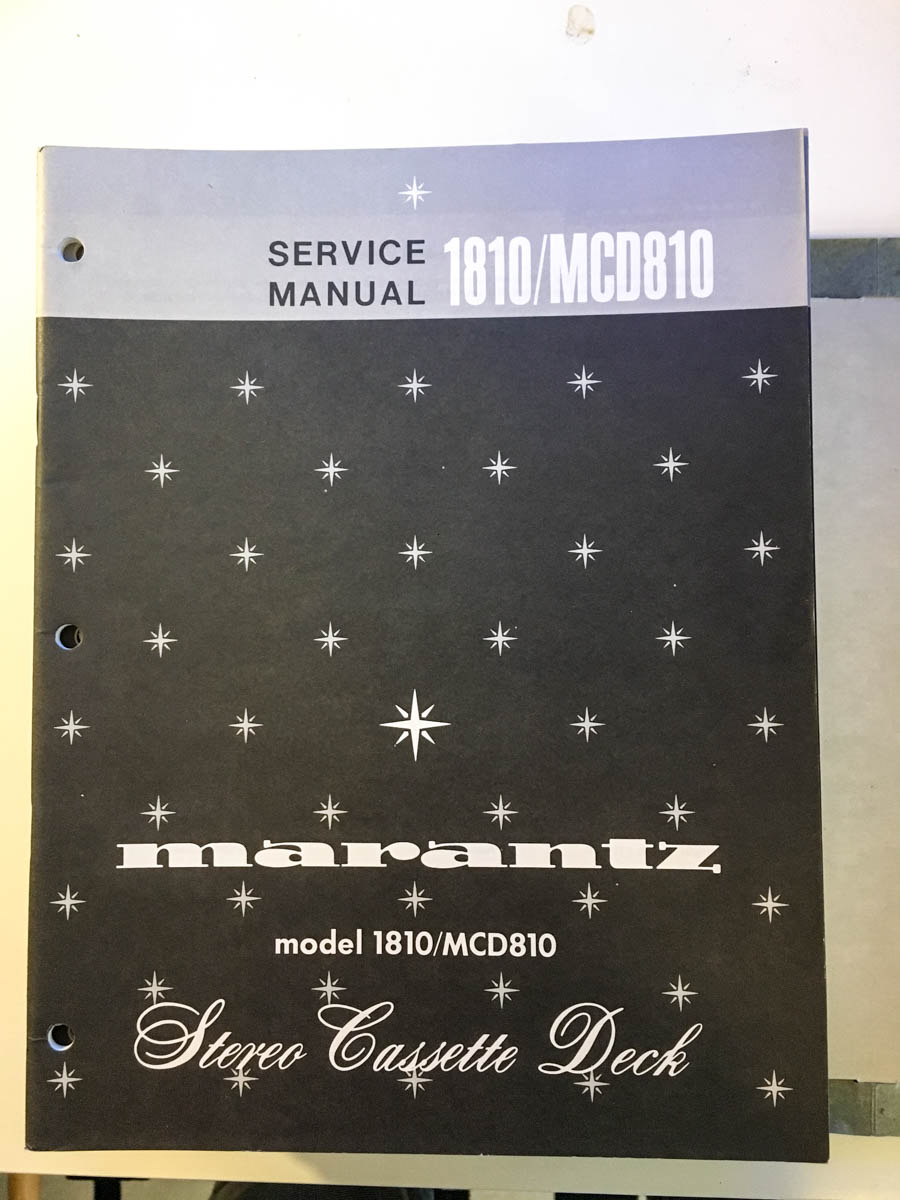 SERVICE
MANUAL
1810/MCD810
marantz
model 1810/MCD810
Stereo Cassette Deck